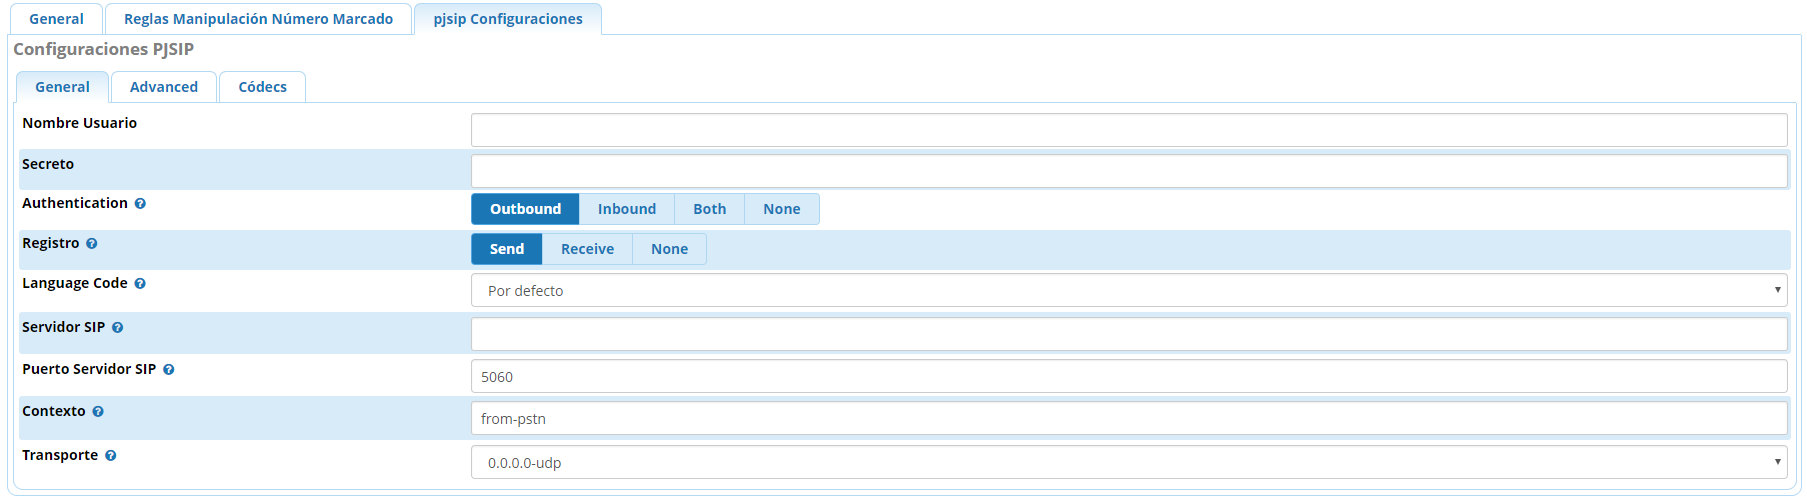 General Reglas Manipulación Número Marcado pjsip Configuraciones
Configuraciones PJSIP
General Advanced Códecs
Nombre Usuario
Secreto
Authentication Outbound Inbound Both None
Registro Send Receive None
Language Code Por defecto
Servidor SIP
Puerto Servidor SIP 5060
Contexto from-pstn
Transporte 0.0.0.0-udp